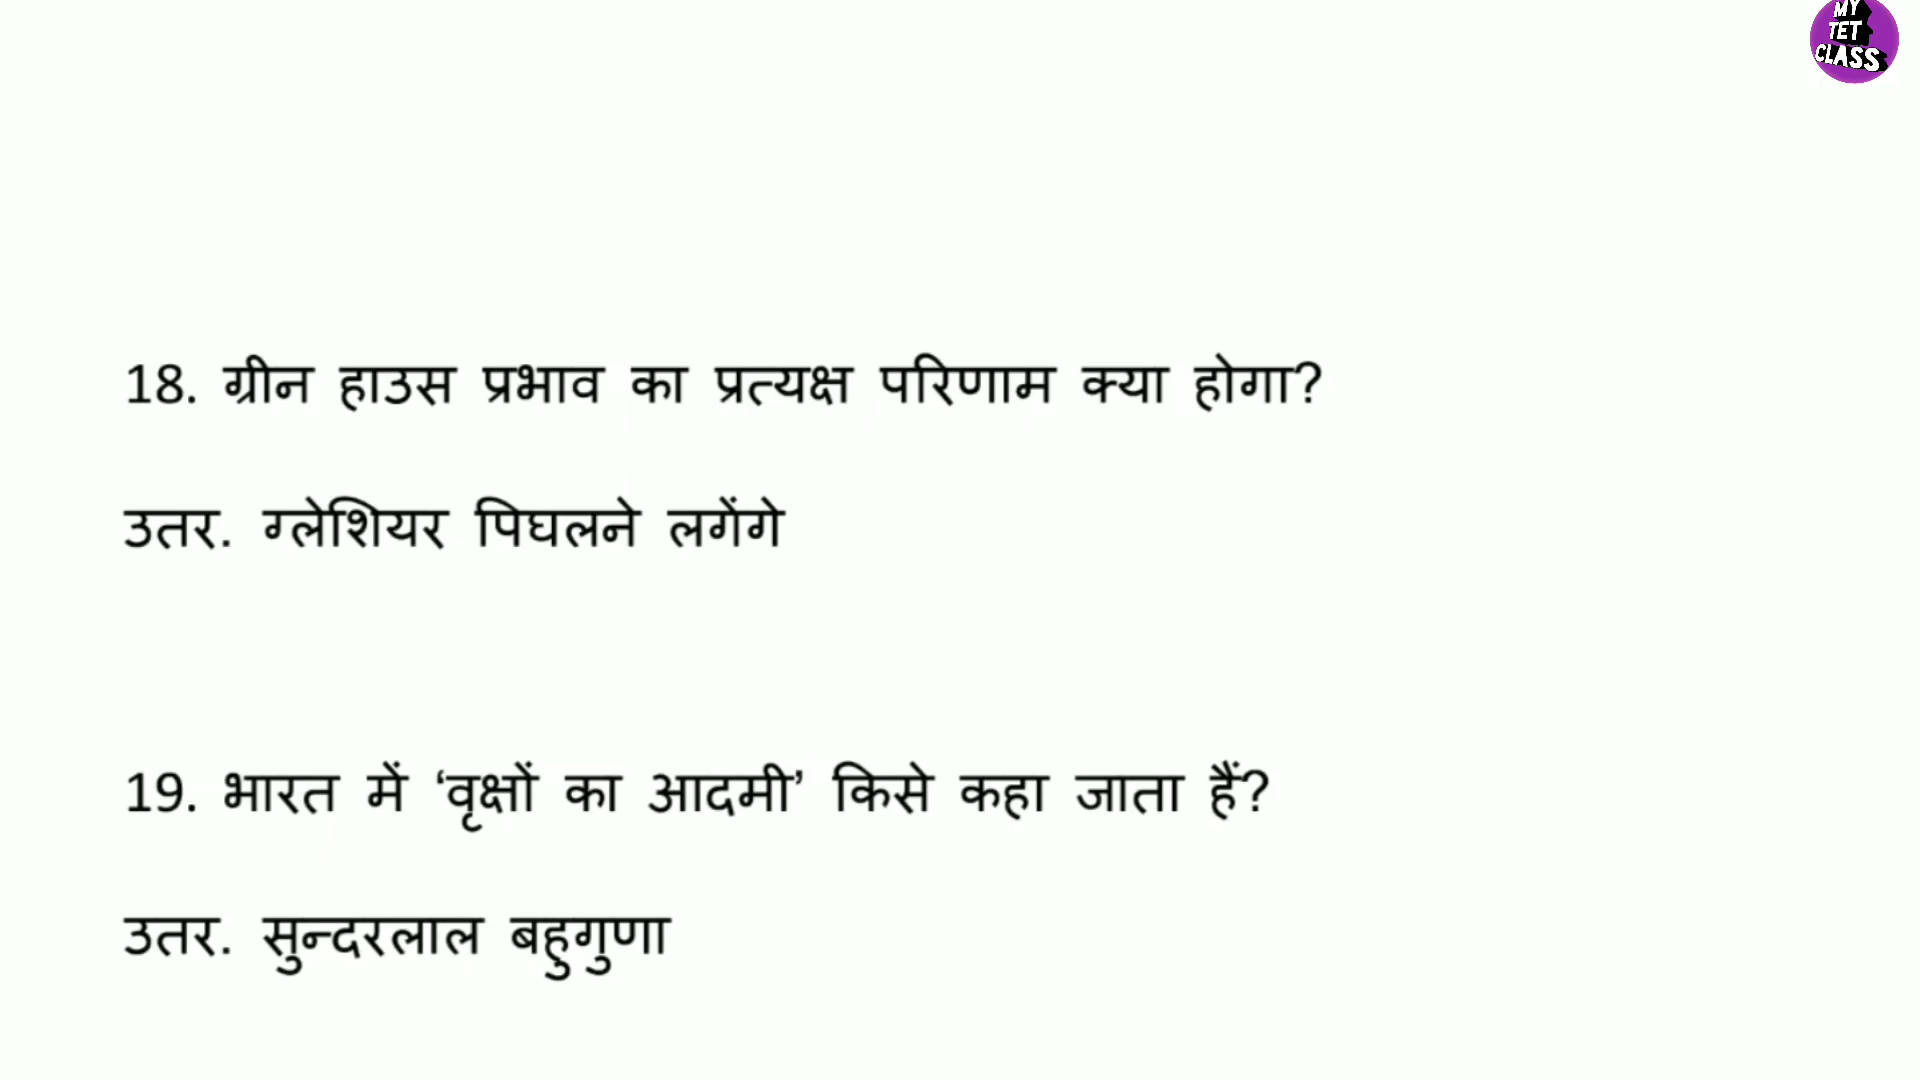 MY
TET
CLASS
18. ग्रीन हाउस प्रभाव का प्रत्यक्ष परिणाम क्या होगा?
उतर. ग्लेशियर पिघलने लगेंगे
19. भारत में ‘वृक्षों का आदमी’ किसे कहा जाता हैं?
उतर. सुन्दरलाल बहुगुणा